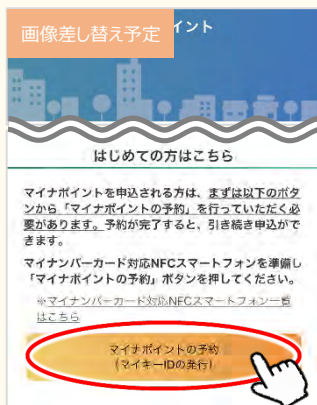 画像差し替え予定
イント
はじめての方はこちら
マイナポイントを申込される方は、まずは以下のボタ
ンから「マイナポイントの予約」を行っていただく必
要があります。予約が完了すると、引き続き申込がで
きます。
マイナンバーカード対応NFCスマートフォンを準備し
「マイナポイントの予約」ボタンを押してください。
※マイナンバーカード対応NFCスマートフォン一覧
はこちら
マイナポイントの予約
(マイキーIDの発行)